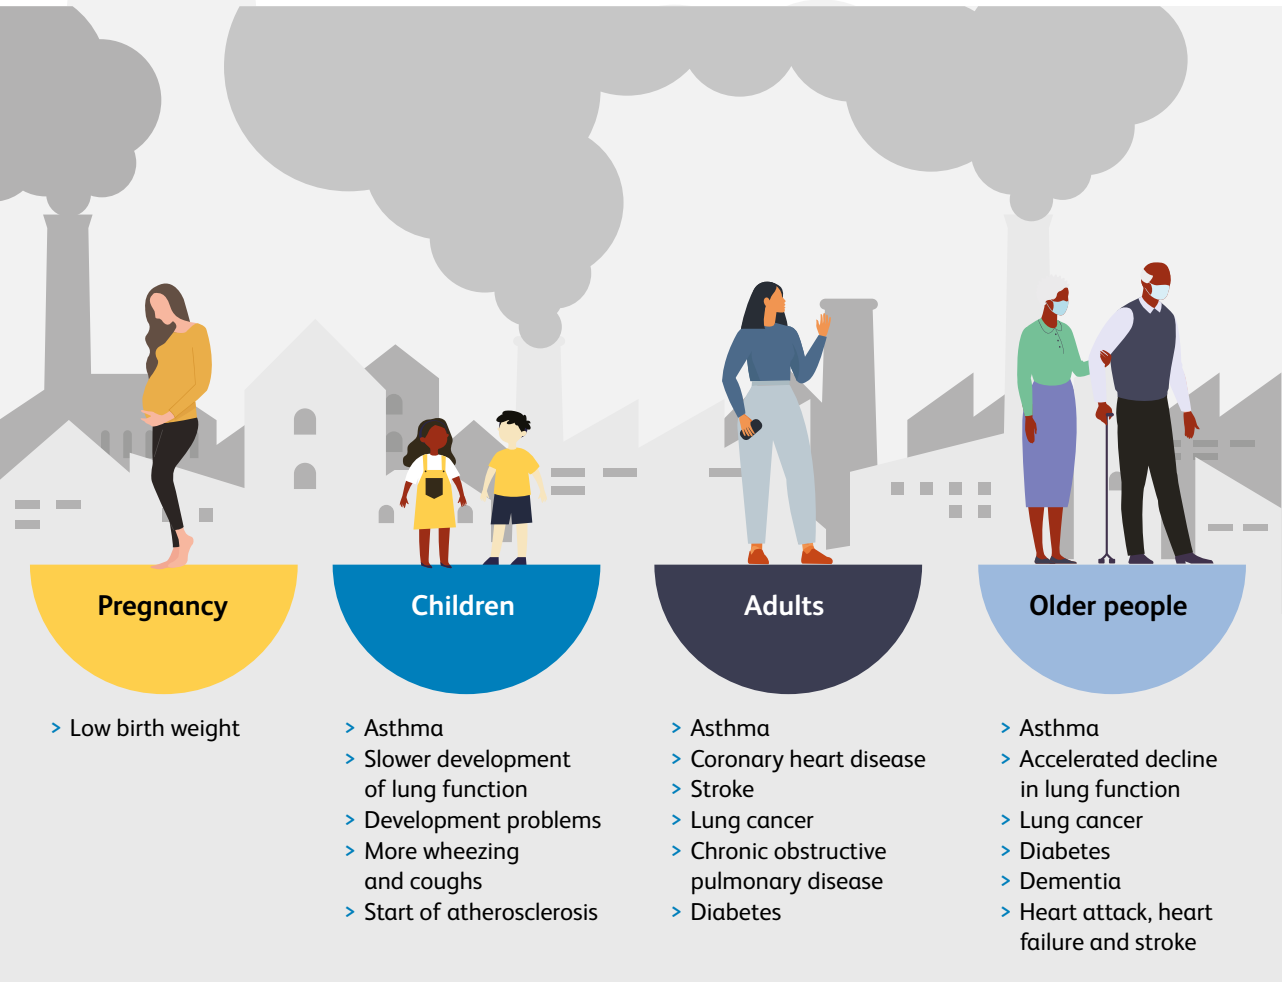 Pregnancy
> Low birth weight
Children
> Asthma
> Slower development
of lung function
> Development problems
> More wheezing
and coughs
> Start of atherosclerosis
Adults
> Asthma
> Coronary heart disease
> Stroke
> Lung cancer
> Chronic obstructive
pulmonary disease
> Diabetes
Older people
> Asthma
> Accelerated decline
in lung function
> Lung cancer
> Diabetes
> Dementia
> Heart attack, heart
failure and stroke